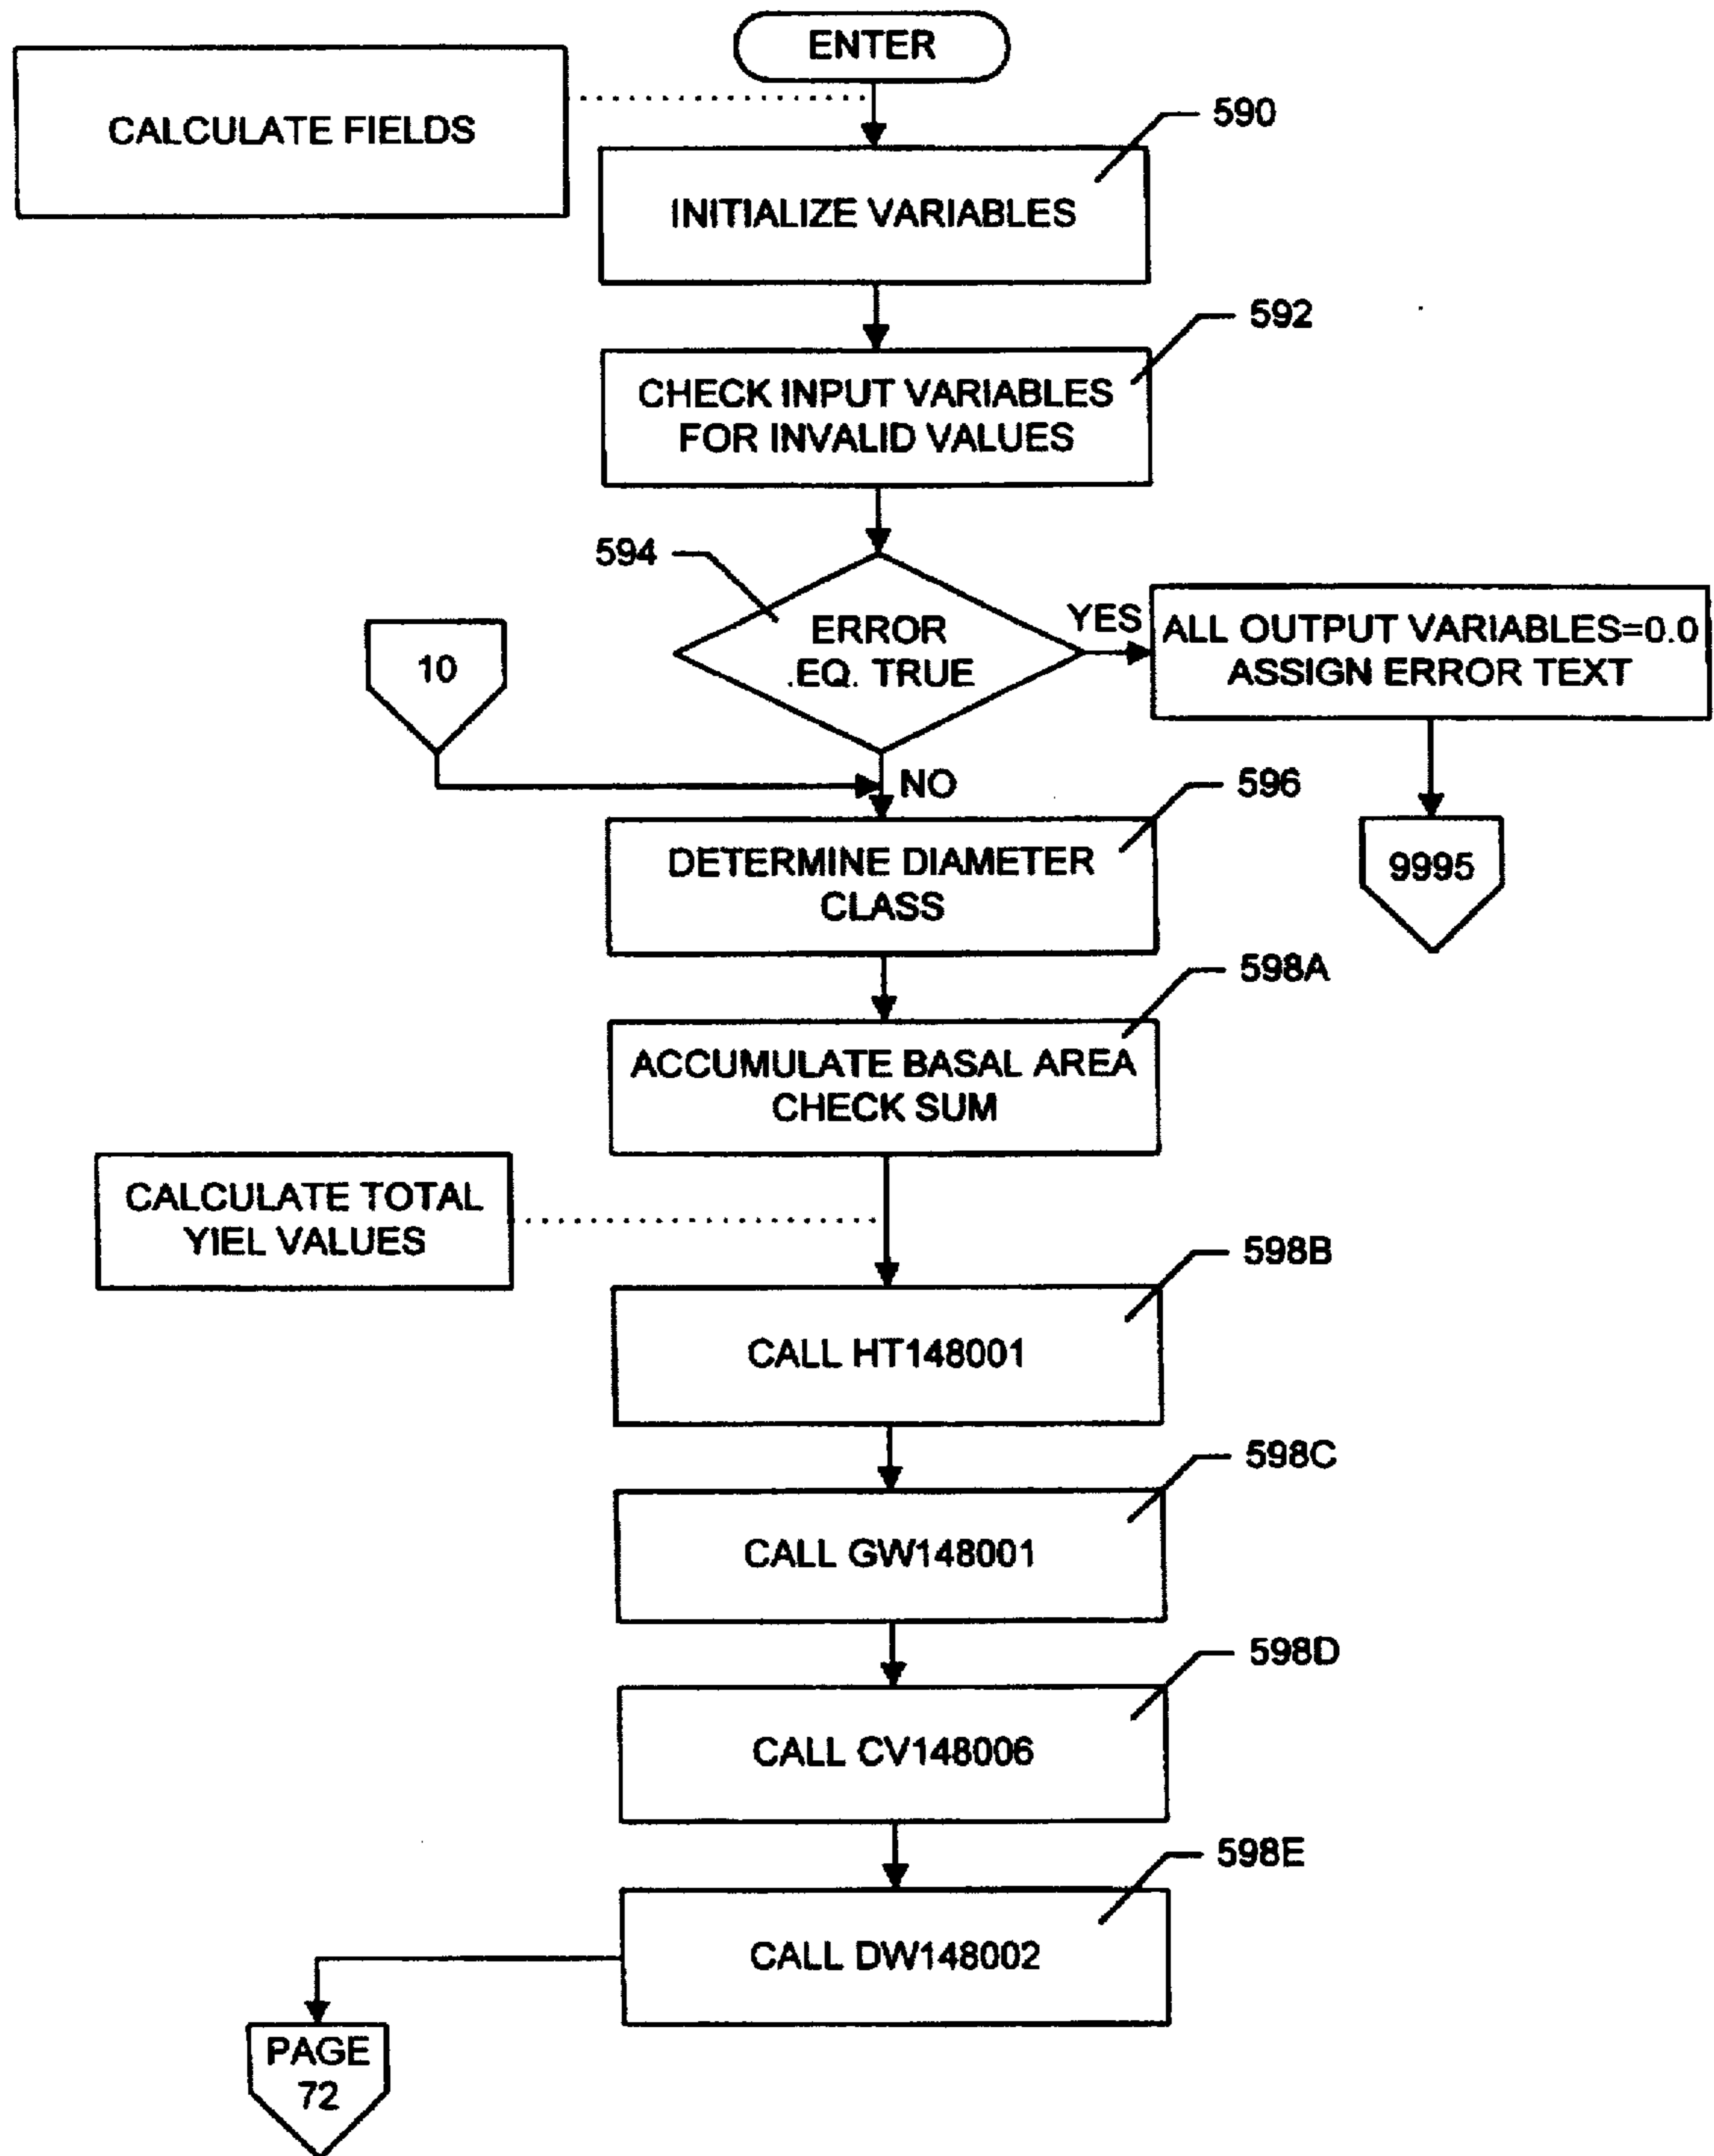 ENTER
CALCULATE FIELDS
590
INITIALIZE VARIABLES
592
CHECK INPUT VARIABLES
FOR INVALID VALUES
594
ERROR
.EQ. TRUE
YES
ALL OUTPUT VARIABLES=0.0
ASSIGN ERROR TEXT
10
NO
9995
596
DETERMINE DIAMETER
CLASS
598A
ACCUMULATE BASAL AREA
CHECK SUM
CALCULATE TOTAL
YIEL VALUES
598B
CALL HT148001
598C
CALL GW148001
598D
CALL CV148006
598E
CALL DW148002
PAGE
72